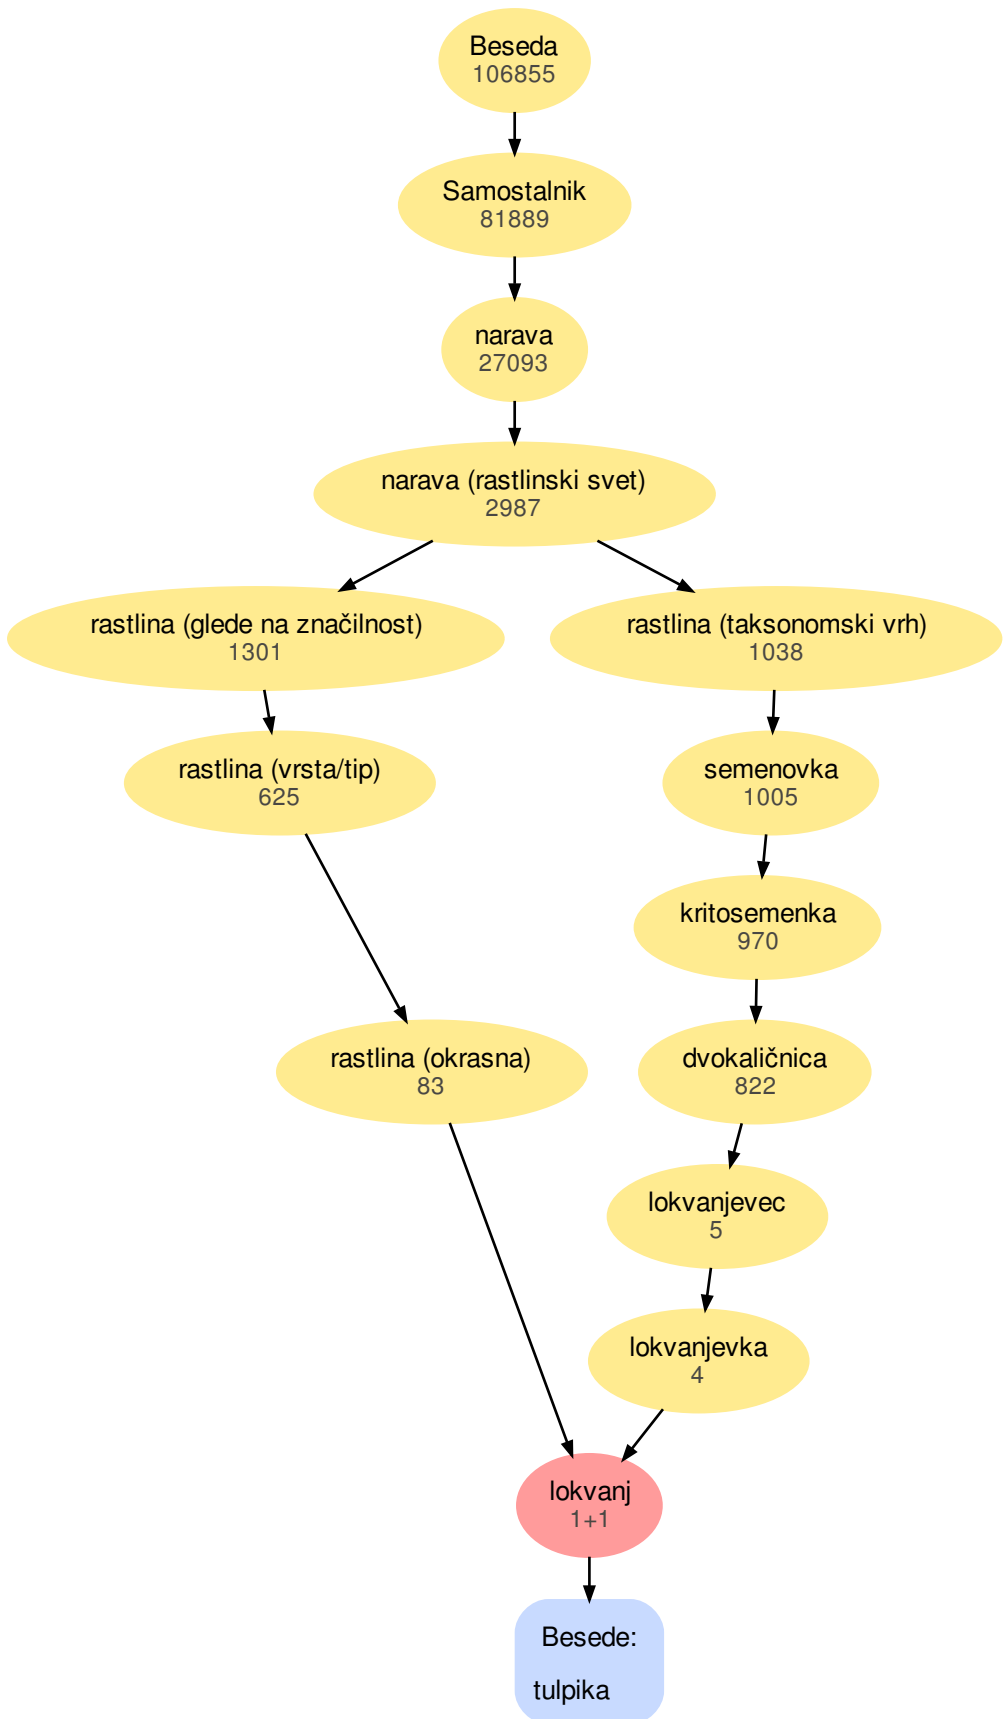 Beseda
106855
Samostalnik
81889
narava
27093
narava (rastlinski svet)
2987
rastlina (glede na značilnost)
1301
rastlina (taksonomski vrh)
1038
rastlina (vrsta/tip)
625
semenovka
1005
kritosemenka
970
rastlina (okrasna)
83
dvokaličnica
822
lokvanjevec
5
lokvanjevka
4
lokvanj
1+1
Besede:
tulpika